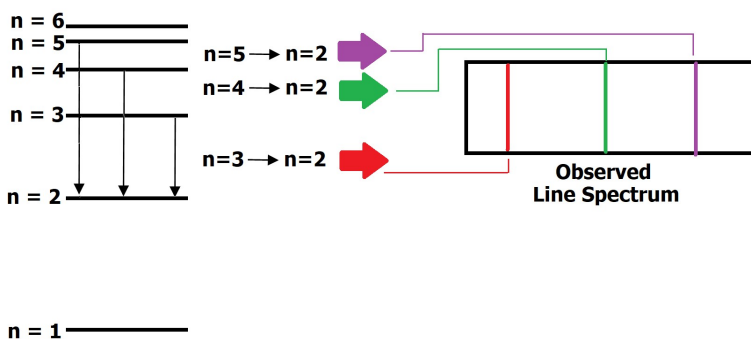 n = 6
n = 5
n = 4
n = 3
n = 2
n = 1
n=5 → n=2
n=4 → n=2
n=3 → n=2
Observed
Line Spectrum